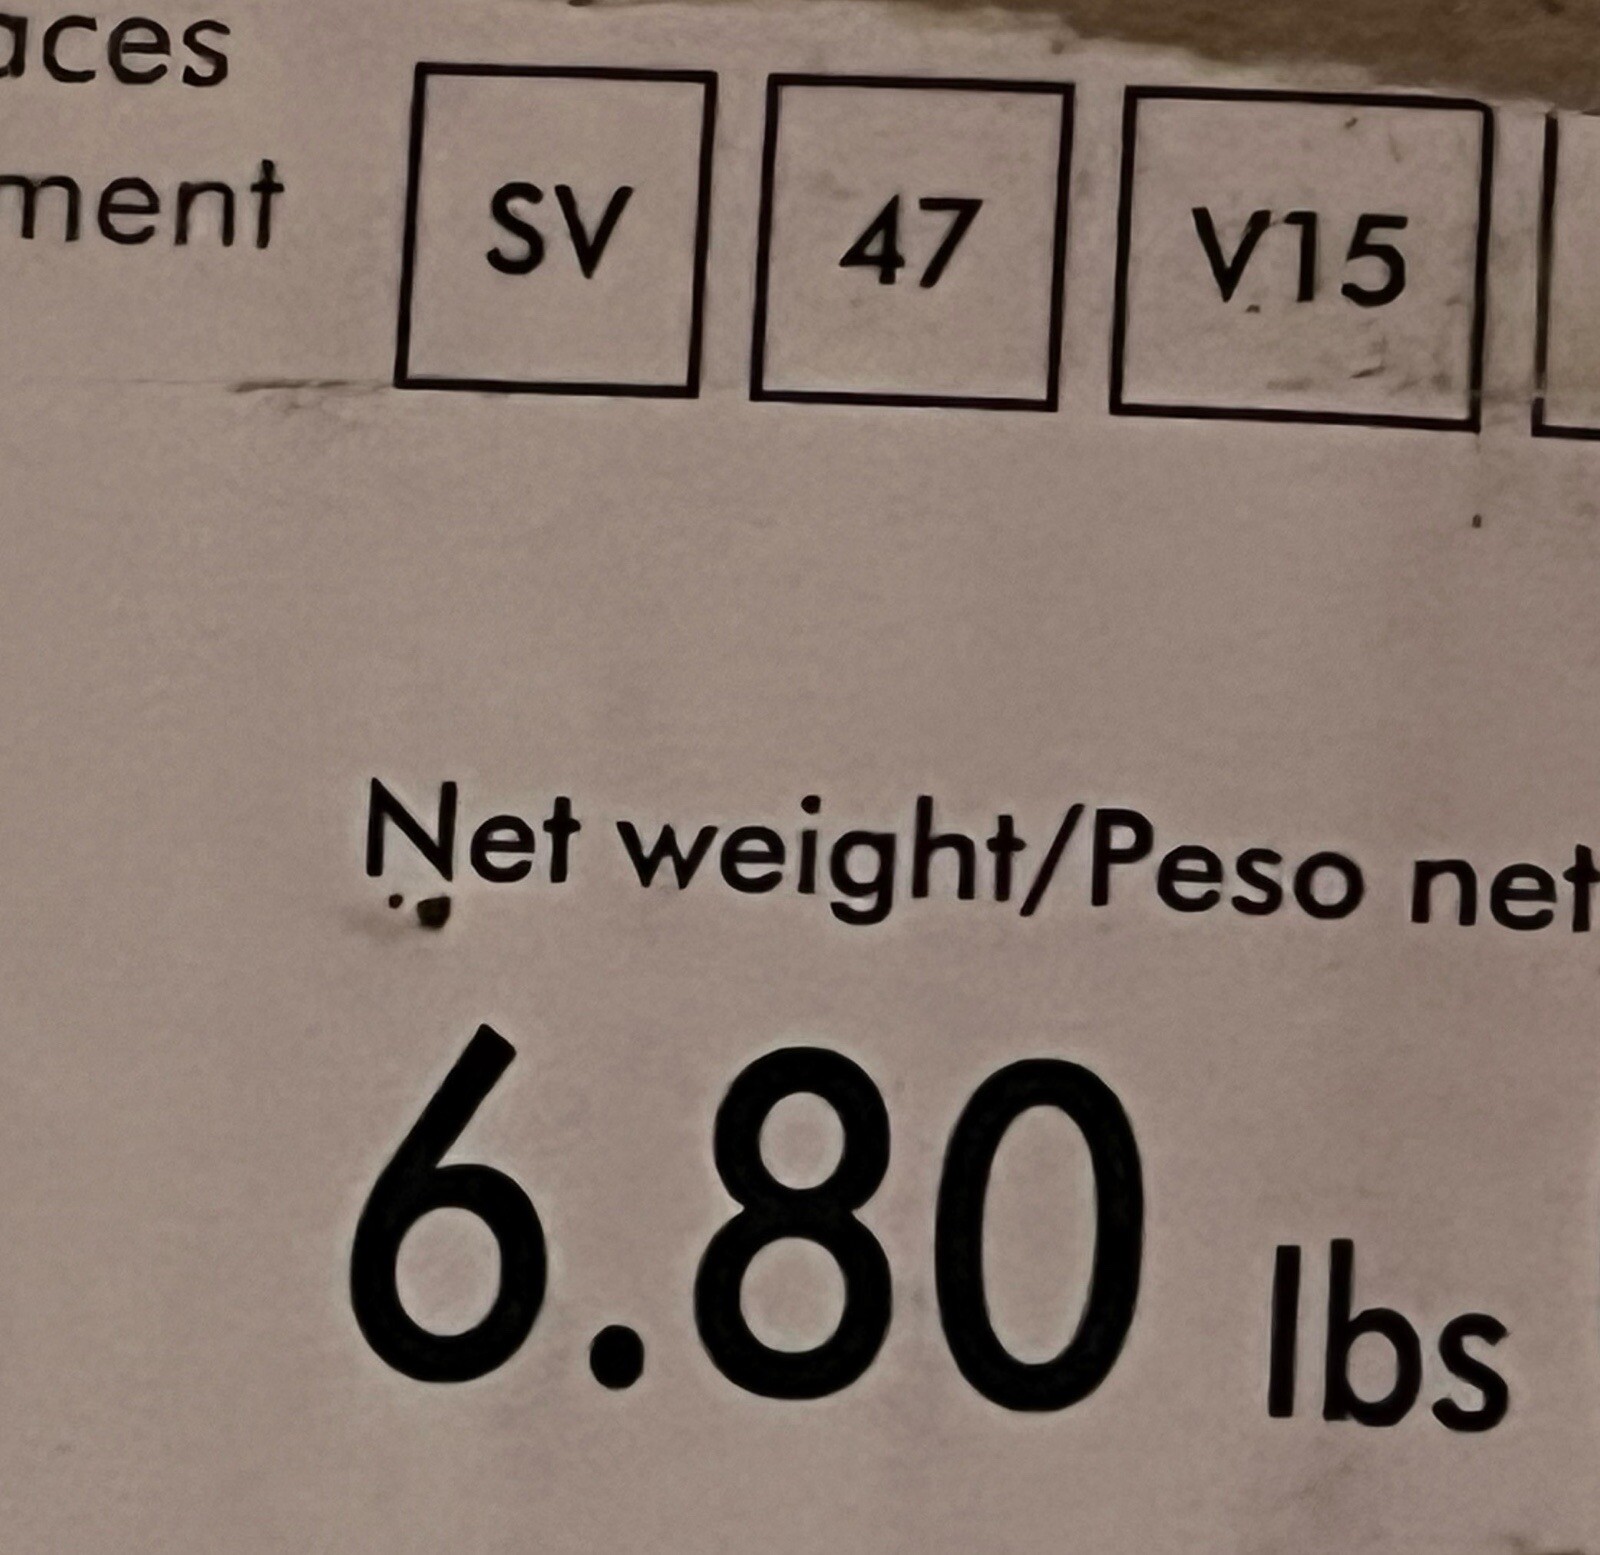 aces
ment
SV 47 V15
Net weight/Peso net
6.80 lbs